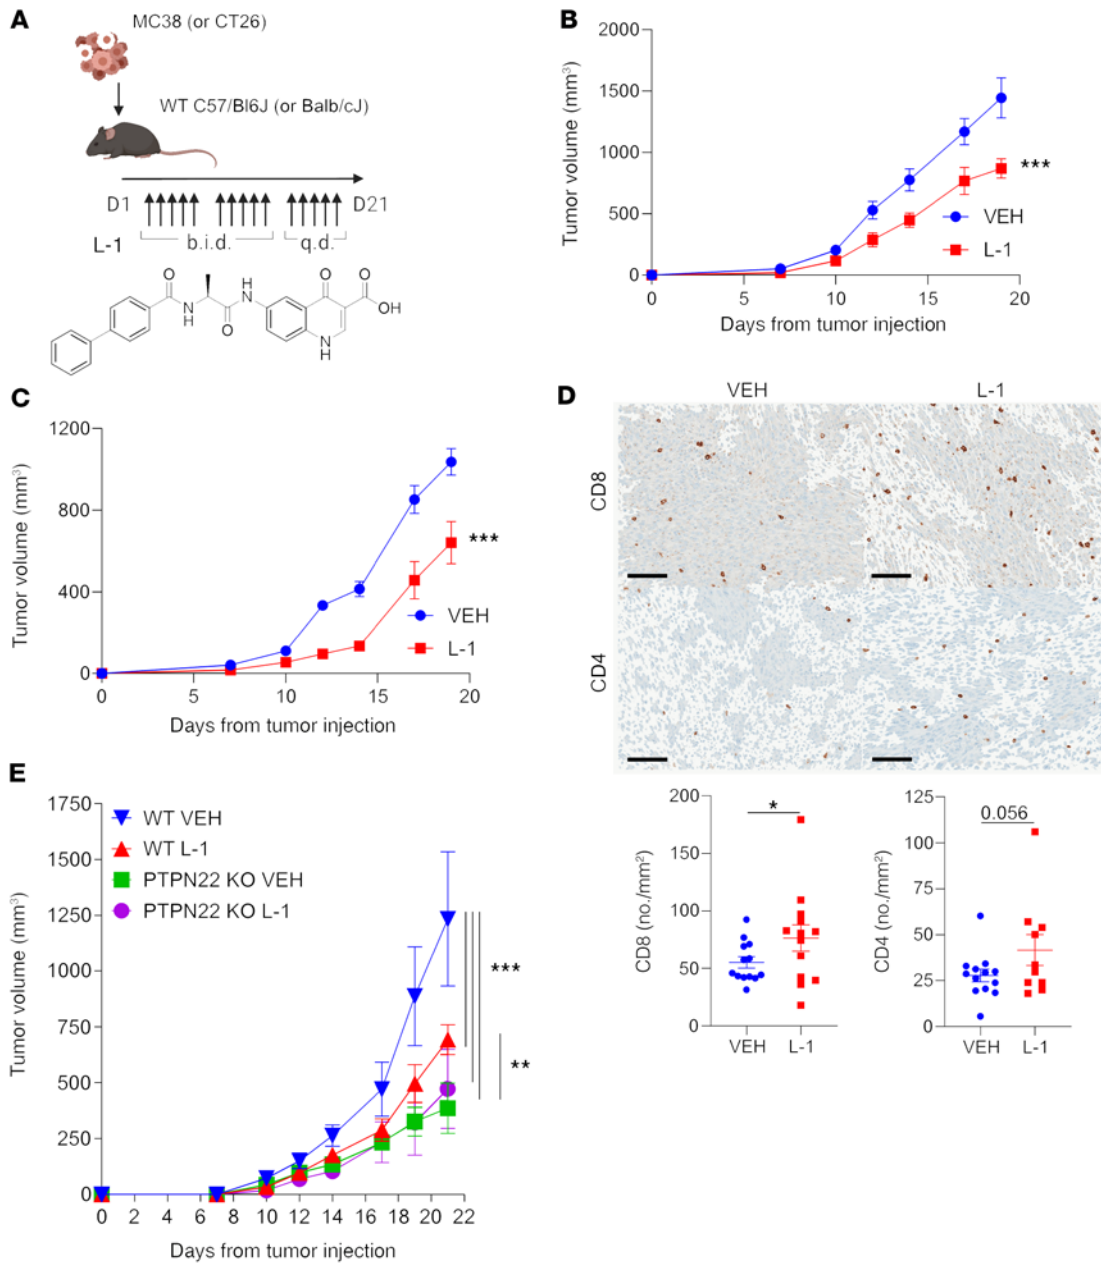 A
MC38 (or CT26)
WT C57/Bl6J (or Balb/cJ)
D1
D21
L-1
b.i.d.
q.d.
O
O
O
N
H
O
H
N
OH
N
H
B
Tumor volume (mm³)
2000
1500
1000
500
0
0
5
10
15
20
VEH
L-1
***
Days from tumor injection
C
Tumor volume (mm³)
1200
800
400
0
0
5
10
15
20
VEH
L-1
***
Days from tumor injection
D
VEH
L-1
CD8
CD4
CD8 (no./mm²)
200
150
100
50
0
*
VEH
L-1
CD4 (no./mm²)
125
100
75
50
25
0
0.056
VEH
L-1
E
Tumor volume (mm³)
1750
1500
1250
1000
750
500
250
0
WT VEH
WT L-1
PTPN22 KO VEH
PTPN22 KO L-1
***
**
0 2 4 6 8 10 12 14 16 18 20 22
Days from tumor injection